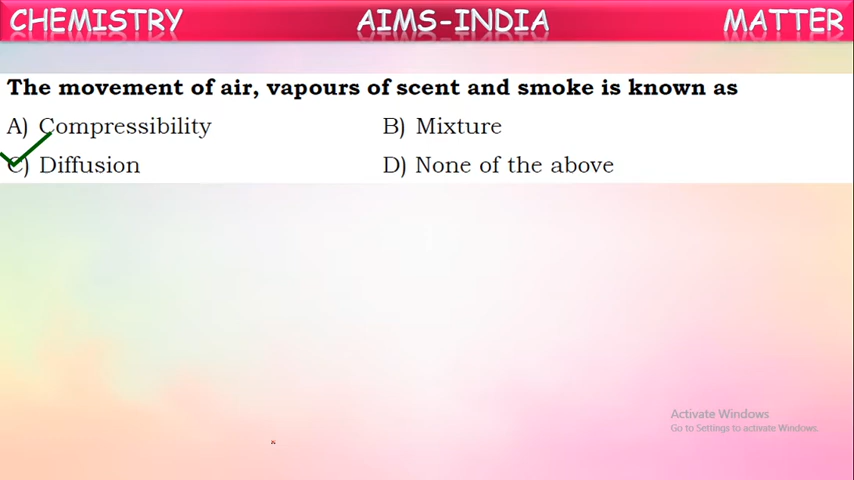 CHEMISTRY AIMS-INDIA MATTER
The movement of air, vapours of scent and smoke is known as
A) Compressibility B) Mixture
C) Diffusion D) None of the above
Activate Windows
Go to Settings to activate Windows.